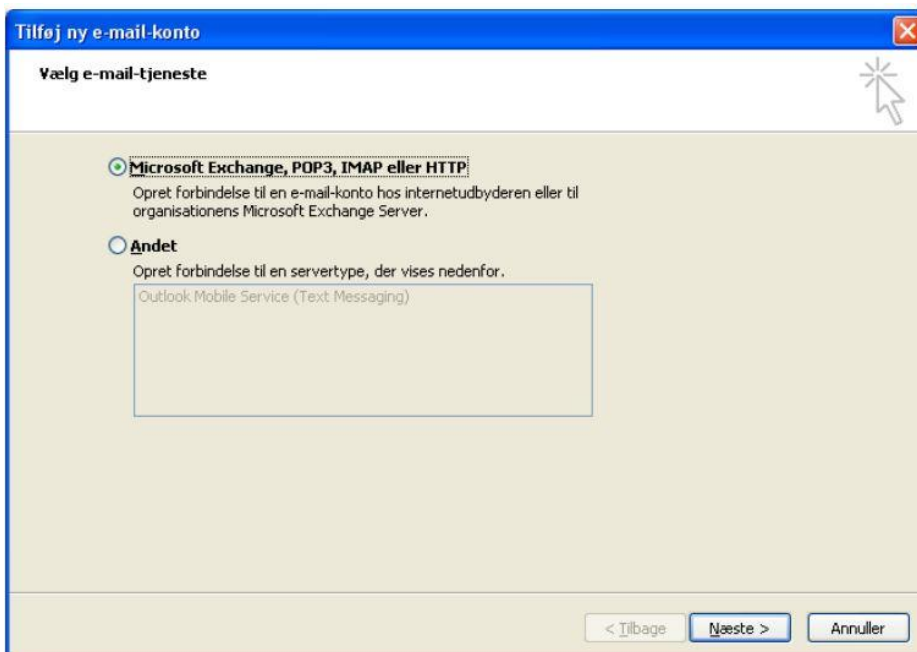 Tilføj ny e-mail-konto
Vælg e-mail-tjeneste
Microsoft Exchange, POP3, IMAP eller HTTP
Opret forbindelse til en e-mail-konto hos internetudbyderen eller til
organisationens Microsoft Exchange Server.
Andet
Opret forbindelse til en servertype, der vises nedenfor.
Outlook Mobile Service (Text Messaging)
< Tilbage
Næste >
Annuller